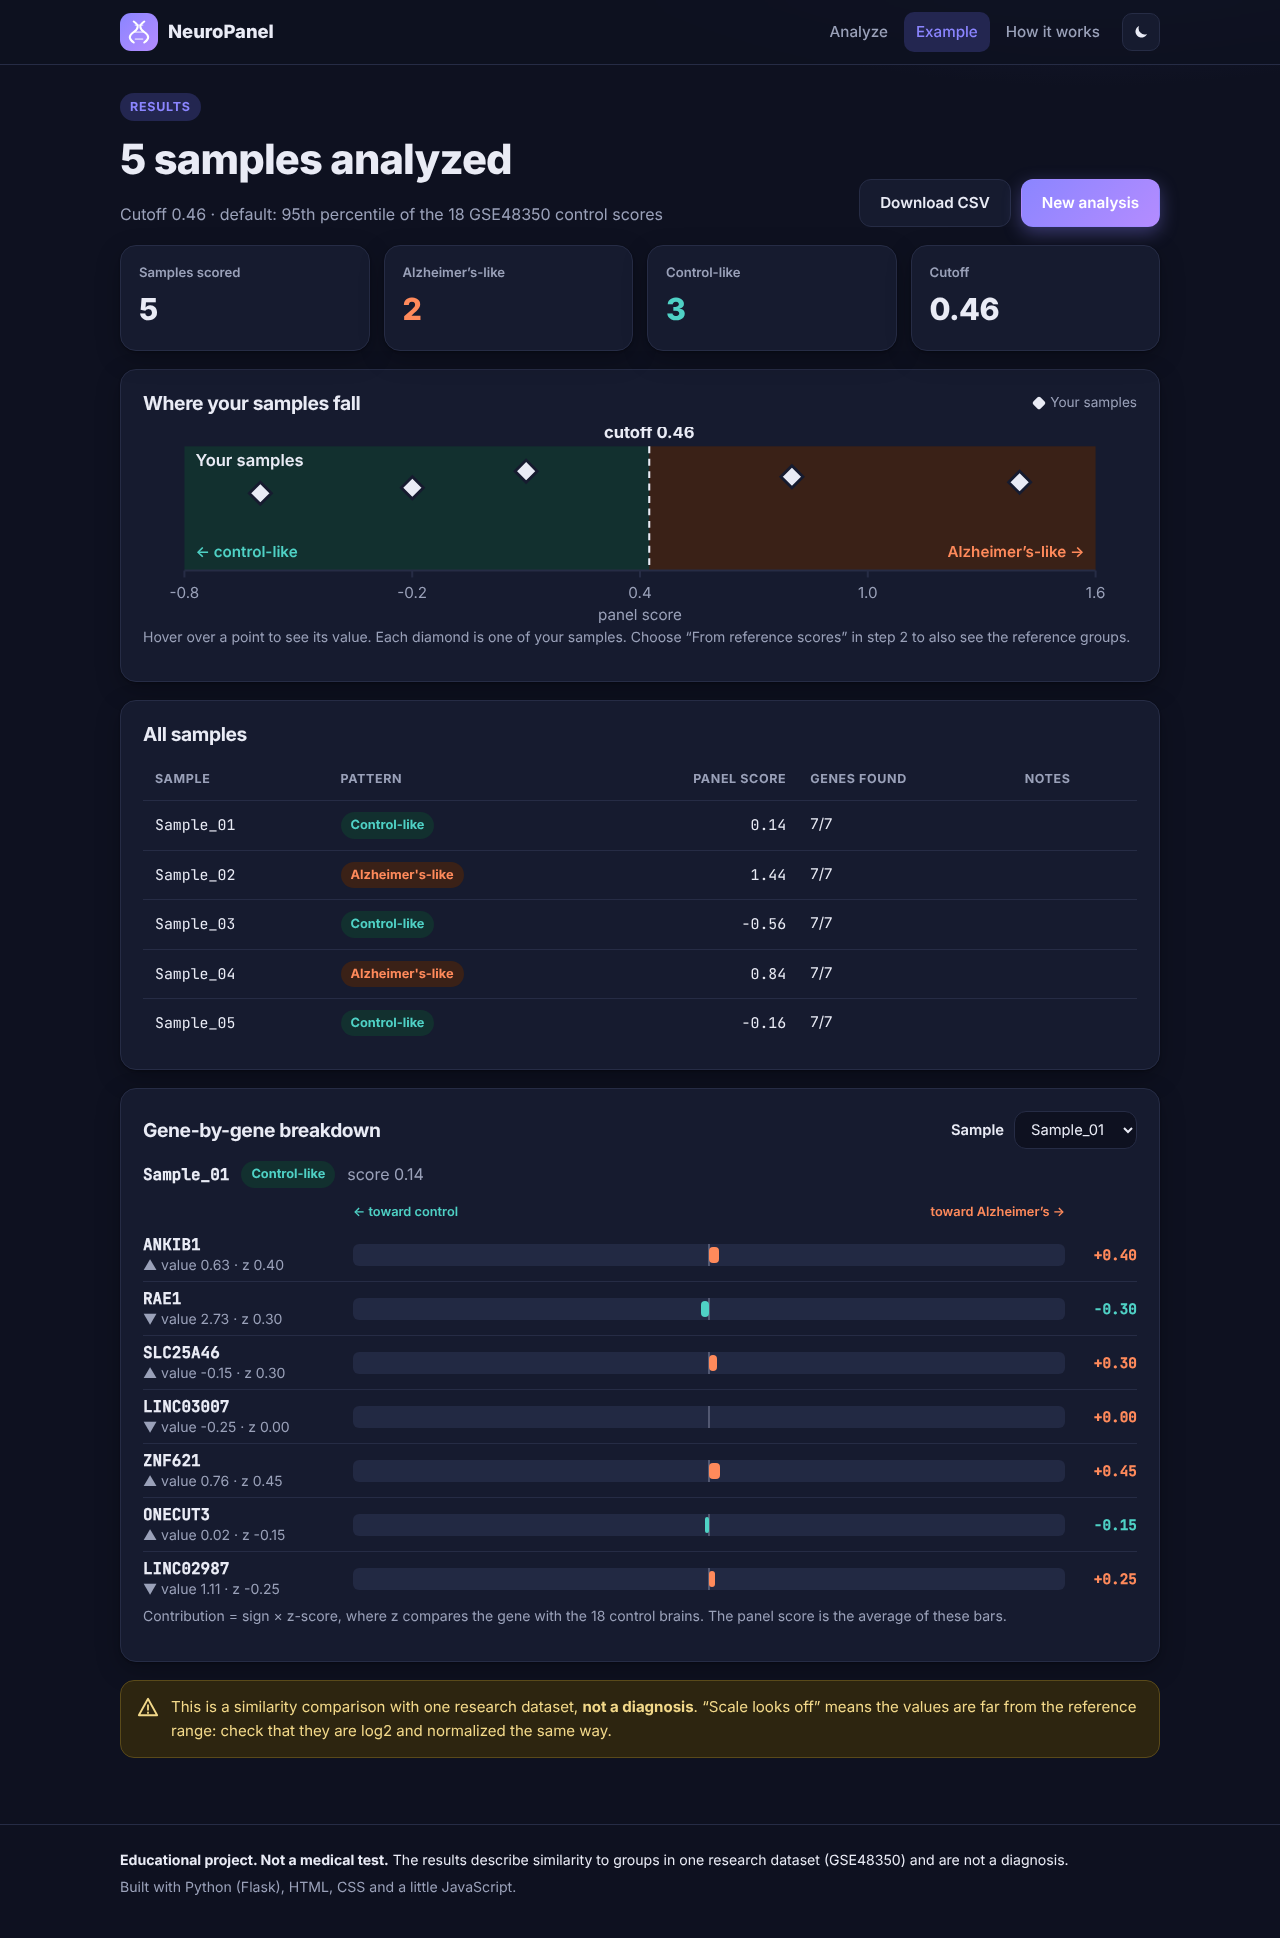 NeuroPanel
Analyze
Example
How it works
RESULTS
5 samples analyzed
Cutoff 0.46 · default: 95th percentile of the 18 GSE48350 control scores
Download CSV
New analysis
Samples scored
5
Alzheimer’s-like
2
Control-like
3
Cutoff
0.46
Where your samples fall
Your samples
cutoff 0.46
Your samples
← control-like
Alzheimer’s-like →
-0.8
-0.2
0.4
1.0
1.6
panel score
Hover over a point to see its value. Each diamond is one of your samples. Choose “From reference scores” in step 2 to also see the reference groups.
All samples
SAMPLE PATTERN PANEL SCORE GENES FOUND NOTES
Sample_01 Control-like 0.14 7/7
Sample_02 Alzheimer's-like 1.44 7/7
Sample_03 Control-like -0.56 7/7
Sample_04 Alzheimer's-like 0.84 7/7
Sample_05 Control-like -0.16 7/7
Gene-by-gene breakdown
Sample Sample_01
Sample_01 Control-like score 0.14
← toward control
toward Alzheimer’s →
ANKIB1
▲ value 0.63 · z 0.40
+0.40
RAE1
▼ value 2.73 · z 0.30
-0.30
SLC25A46
▲ value -0.15 · z 0.30
+0.30
LINC03007
▼ value -0.25 · z 0.00
+0.00
ZNF621
▲ value 0.76 · z 0.45
+0.45
ONECUT3
▲ value 0.02 · z -0.15
-0.15
LINC02987
▼ value 1.11 · z -0.25
+0.25
Contribution = sign × z-score, where z compares the gene with the 18 control brains. The panel score is the average of these bars.
This is a similarity comparison with one research dataset, not a diagnosis. “Scale looks off” means the values are far from the reference
range: check that they are log2 and normalized the same way.
Educational project. Not a medical test. The results describe similarity to groups in one research dataset (GSE48350) and are not a diagnosis.
Built with Python (Flask), HTML, CSS and a little JavaScript.